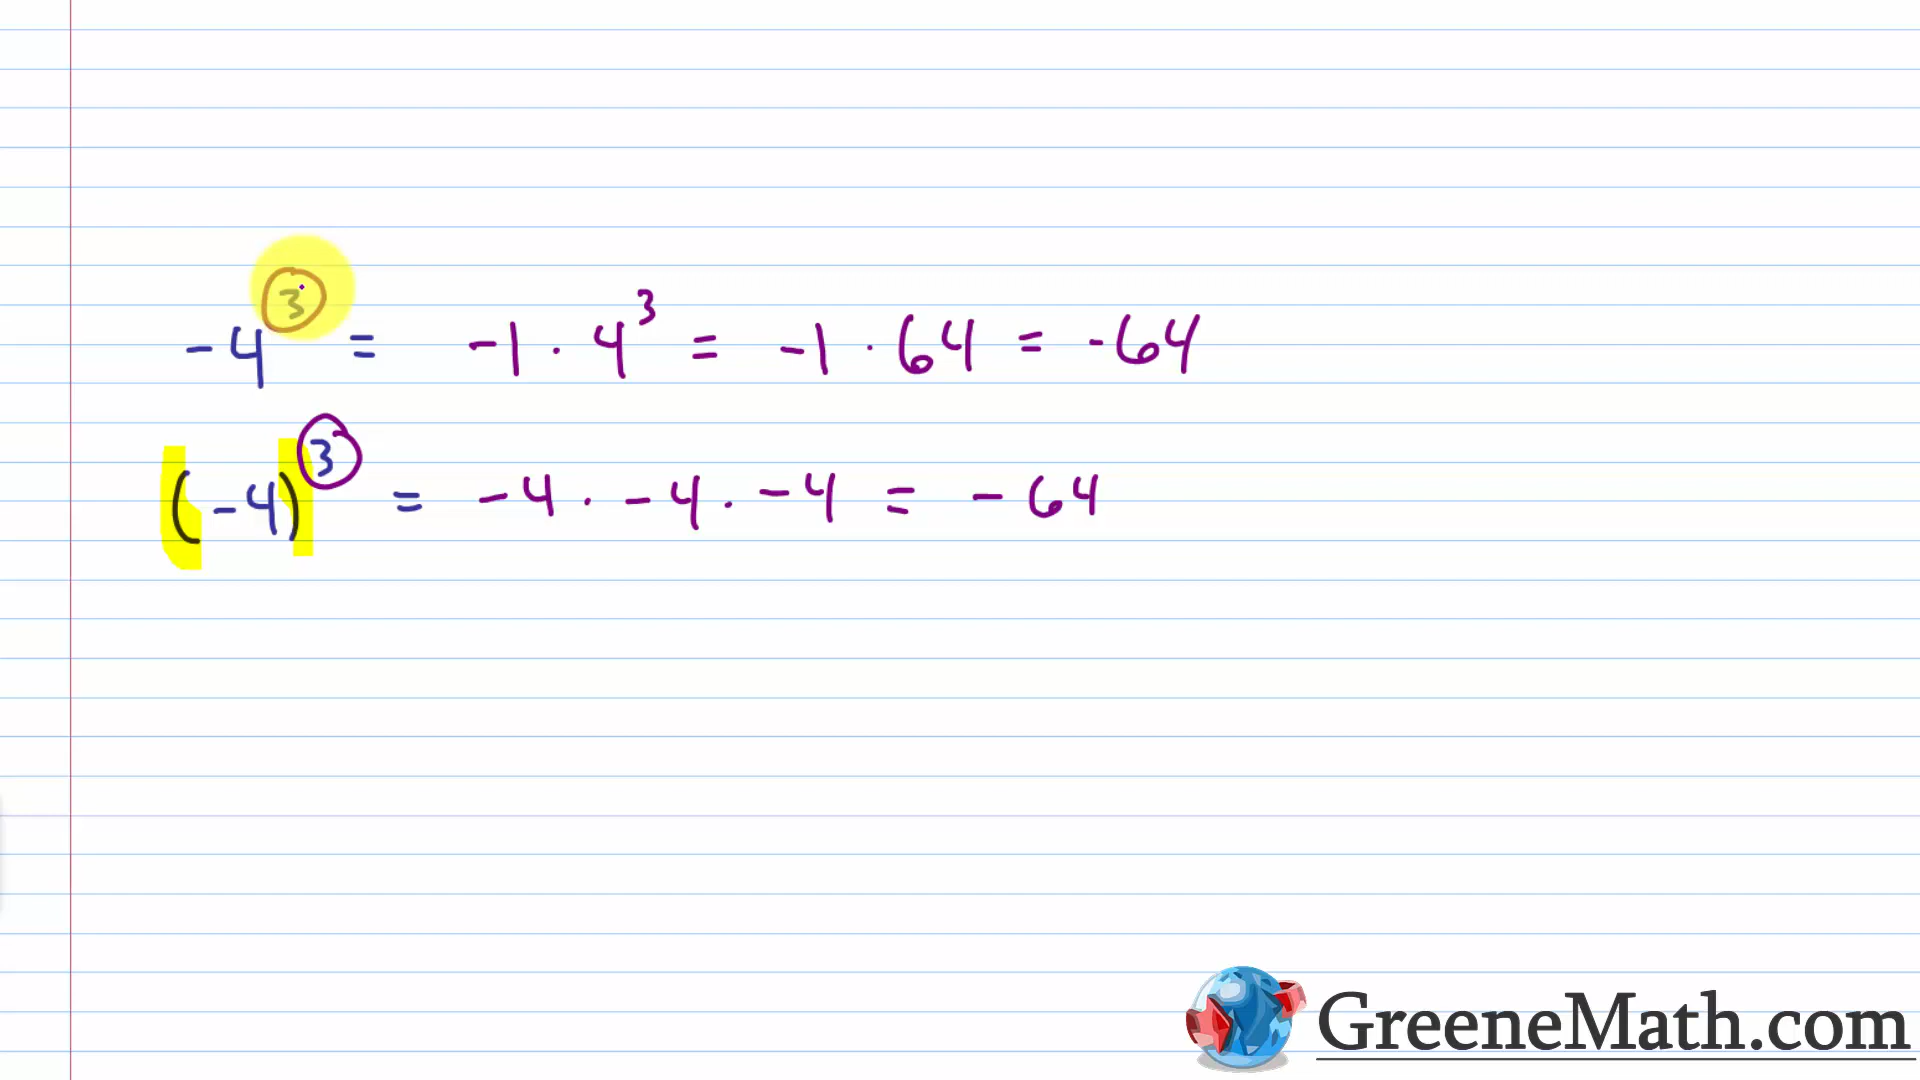 -4³ = -1 · 4³ = -1 · 64 = -64
(-4)³ = -4 · -4 · -4 = -64
GreeneMath.com